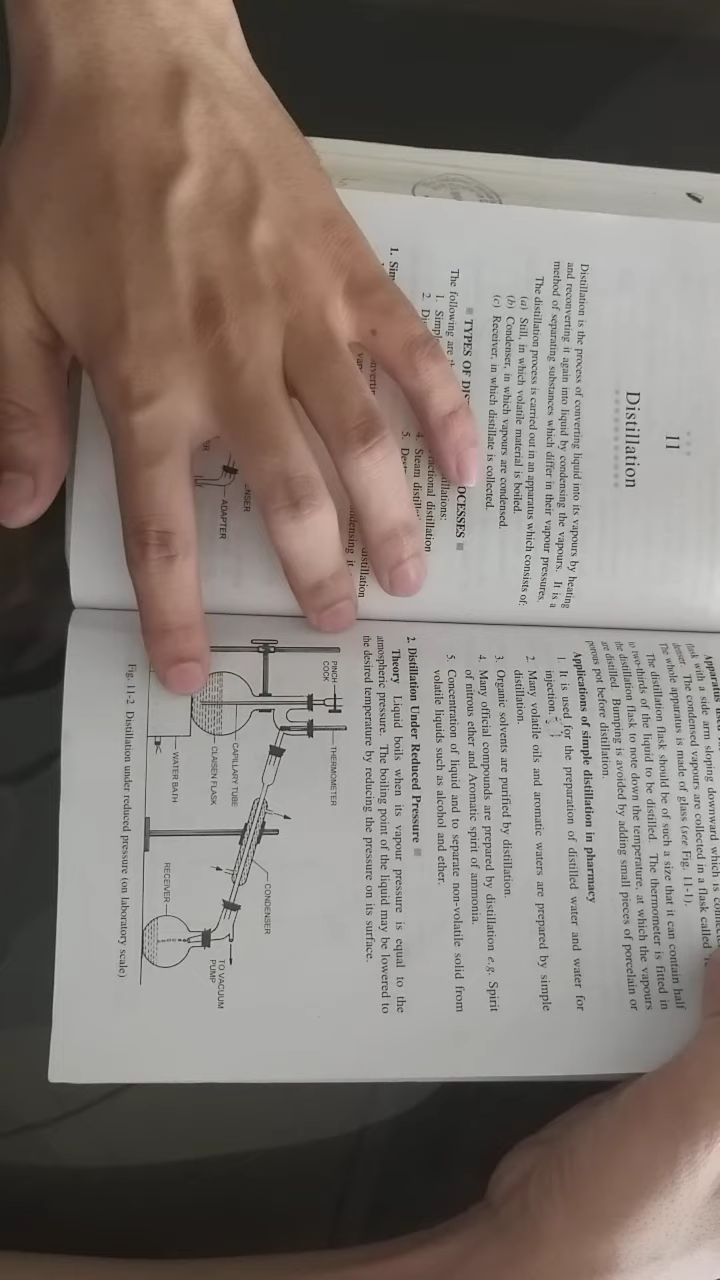 11
Distillation
Distillation is the process of converting liquid into its vapours by heating
and reconverting it again into liquid by condensing the vapours. It is a
method of separating substances which differ in their vapour pressures.
The distillation process is carried out in an apparatus which consists of:
(a) Still, in which volatile material is boiled.
(b) Condenser, in which vapours are condensed.
(c) Receiver, in which distillate is collected.
TYPES OF
The following are
1.
2.
4.
distillation
5.
Steam
1.
distillation
ADAPTER
with a side arm sloping downward which is
The condensed vapours are collected in a flask called
The whole apparatus is made of glass (see Fig. 11-1).
The distillation flask should be of such a size that it can contain half
to two-thirds of the liquid to be distilled. The thermometer is fitted in
the distillation flask to note down the temperature, at which the vapours
are distilled. Bumping is avoided by adding small pieces of porcelain or
porous pot before distillation.
Applications of simple distillation in pharmacy
1. It is used for the preparation of distilled water and water for
injection.
2. Many volatile oils and aromatic waters are prepared by simple
distillation.
3. Organic solvents are purified by distillation.
4. Many official compounds are prepared by distillation e.g. Spirit
of nitrous ether and Aromatic spirit of ammonia.
5. Concentration of liquid and to separate non-volatile solid from
volatile liquids such as alcohol and ether.
2. Distillation Under Reduced Pressure
Theory Liquid boils when its vapour pressure is equal to the
atmospheric pressure. The boiling point of the liquid may be lowered to
the desired temperature by reducing the pressure on its surface.
PINCH
COCK
THERMOMETER
CONDENSER
CAPILLARY TUBE
CLAISEN FLASK
WATER BATH
RECEIVER
TO VACUUM
PUMP
Fig. 11-2 Distillation under reduced pressure (on laboratory scale)